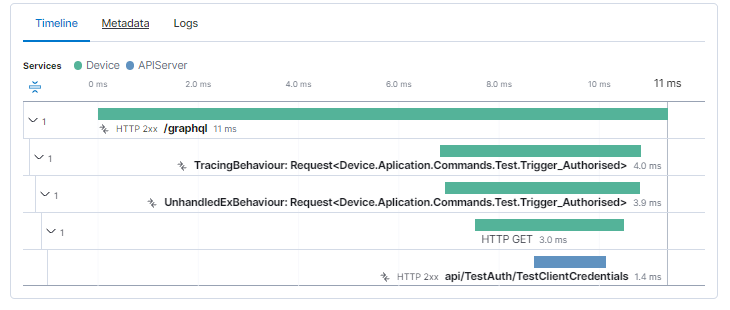 Timeline Metadata Logs
Services Device APIServer
0 ms 2.0 ms 4.0 ms 6.0 ms 8.0 ms 10 ms 11 ms
1 HTTP 2xx /graphql 11 ms
1 TracingBehaviour: Request<Device.Aplication.Commands.Test.Trigger_Authorised> 4.0 ms
1 UnhandledExBehaviour: Request<Device.Aplication.Commands.Test.Trigger_Authorised> 3.9 ms
1 HTTP GET 3.0 ms
HTTP 2xx api/TestAuth/TestClientCredentials 1.4 ms